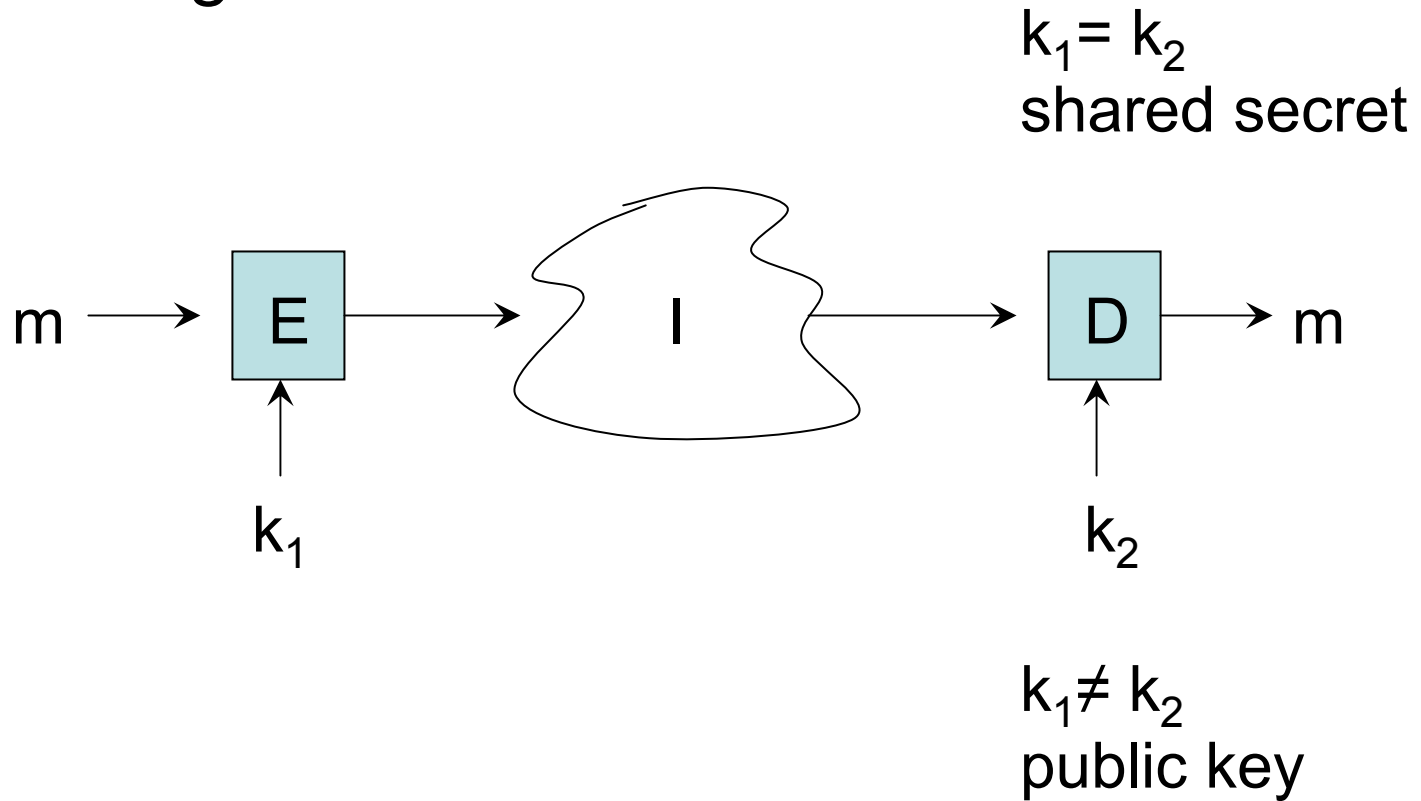 k₁= k₂
shared secret
m E I D m
k₁ k₂
k₁≠ k₂
public key